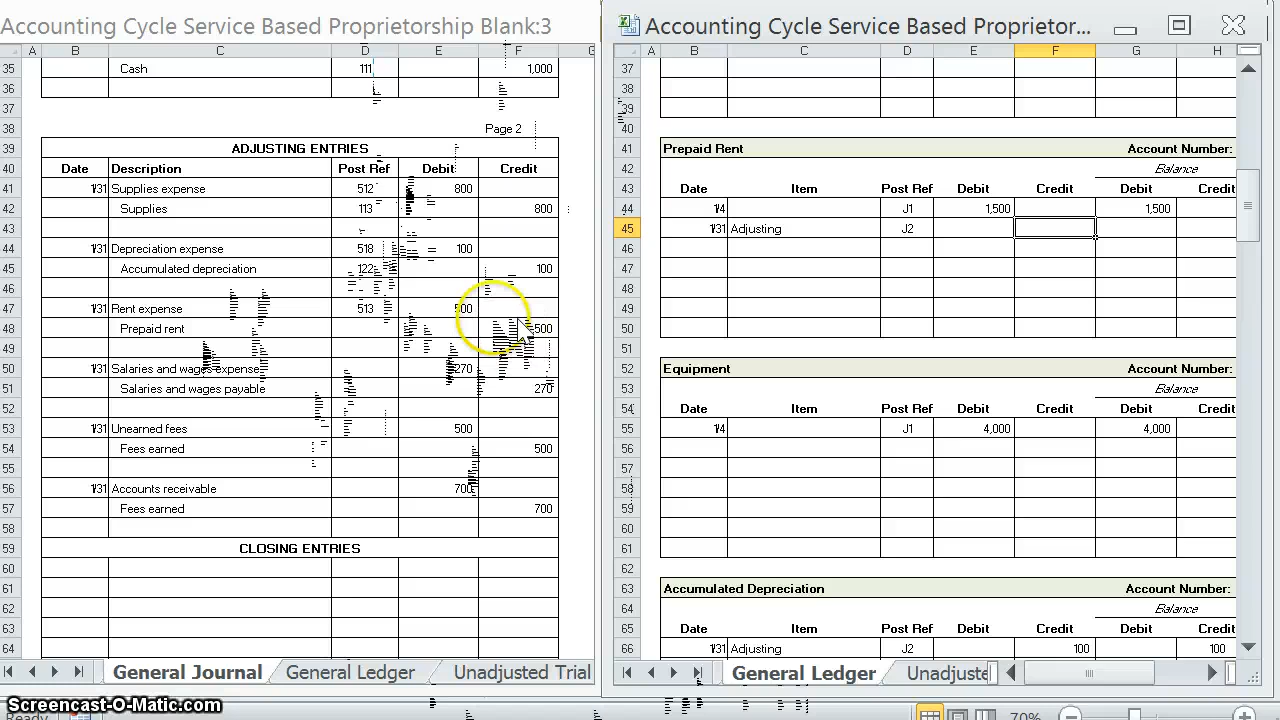 Accounting Cycle Service Based Proprietorship Blank:3
A B C D E F G
35 Cash 111 1,000
36
37
38 Page 2
39 ADJUSTING ENTRIES
40 Date Description Post Ref Debit Credit
41 1/31 Supplies expense 512 800
42 Supplies 113 800
43
44 1/31 Depreciation expense 518 100
45 Accumulated depreciation 122 100
46
47 1/31 Rent expense 513 500
48 Prepaid rent 500
49
50 1/31 Salaries and wages expense 270
51 Salaries and wages payable 270
52
53 1/31 Unearned fees 500
54 Fees earned 500
55
56 1/31 Accounts receivable 700
57 Fees earned 700
58
59 CLOSING ENTRIES
60
61
62
63
64
General Journal General Ledger Unadjusted Trial
Accounting Cycle Service Based Proprietor...
A B C D E F G H
37
38
39
40
41 Prepaid Rent Account Number:
42 Balance
43 Date Item Post Ref Debit Credit Debit Credit
44 1/4 J1 1,500 1,500
45 1/31 Adjusting J2
46
47
48
49
50
51
52 Equipment Account Number:
53 Balance
54 Date Item Post Ref Debit Credit Debit Credit
55 1/4 J1 4,000 4,000
56
57
58
59
60
61
62
63 Accumulated Depreciation Account Number:
64 Balance
65 Date Item Post Ref Debit Credit Debit Credit
66 1/31 Adjusting J2 100 100
General Ledger Unadjuste
Screencast-O-Matic.com
Ready
70%